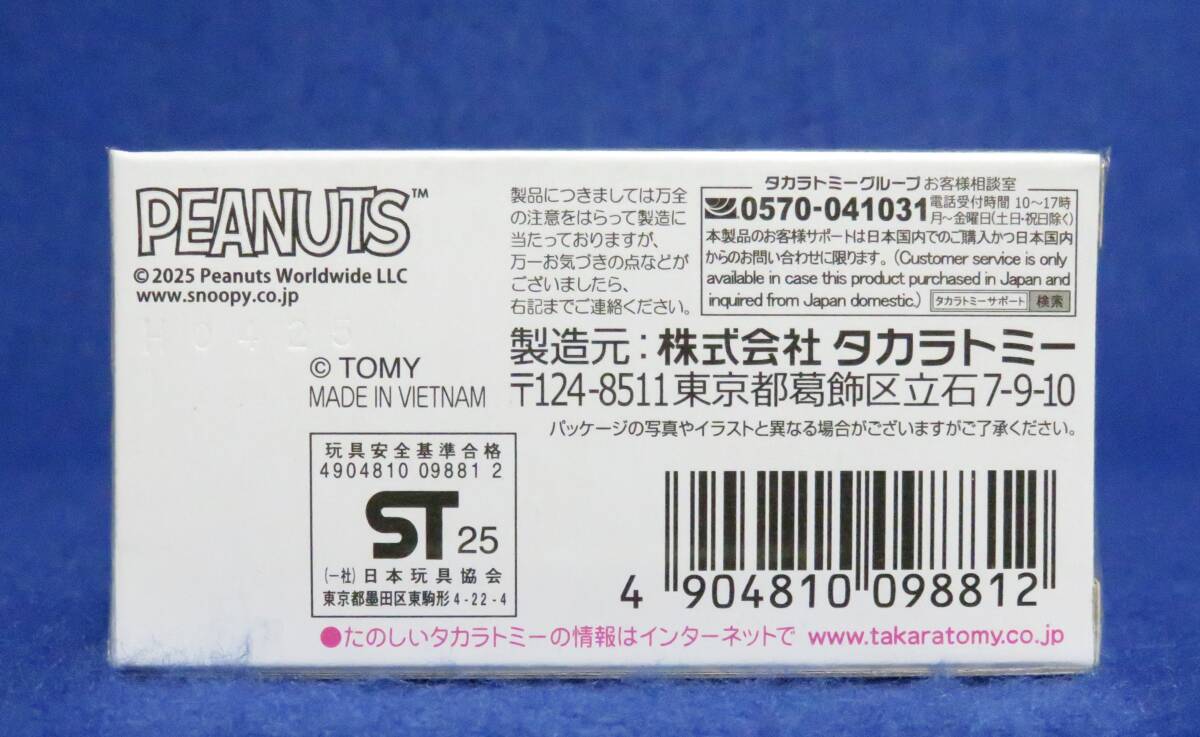 PEANUTS™
©2025 Peanuts Worldwide LLC
www.snoopy.co.jp
H0425
© TOMY
MADE IN VIETNAM
製品につきましては万全
の注意をはらって製造に
当たっておりますが、
万一お気づきの点などが
ございましたら、
右記までご連絡ください。
タカラトミーグループ お客様相談室
0570-041031 電話受付時間 10〜17時
月〜金曜日(土日・祝日除く)
本製品のお客様サポートは日本国内でのご購入かつ日本国内
からのお問い合わせに限ります。(Customer service is only
available in case this product purchased in Japan and
inquired from Japan domestic.) タカラトミーサポート 検索
製造元:株式会社 タカラトミー
〒124-8511 東京都葛飾区立石7-9-10
パッケージの写真やイラストと異なる場合がございますがご了承ください。
玩具安全基準合格
4904810 09881 2
ST 25
(一社)日本玩具協会
東京都墨田区東駒形4-22-4
4 904810 098812
●たのしいタカラトミーの情報はインターネットで www.takaratomy.co.jp